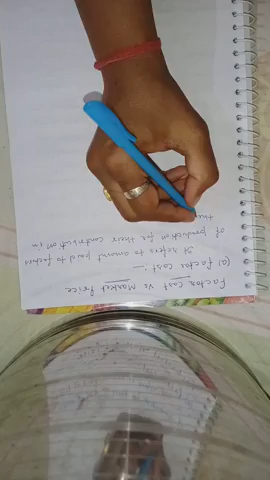 Factor Cost Vs Market Price
(a) Factor Cost —
It refers to amount paid to factors
of production for their contribution in
the